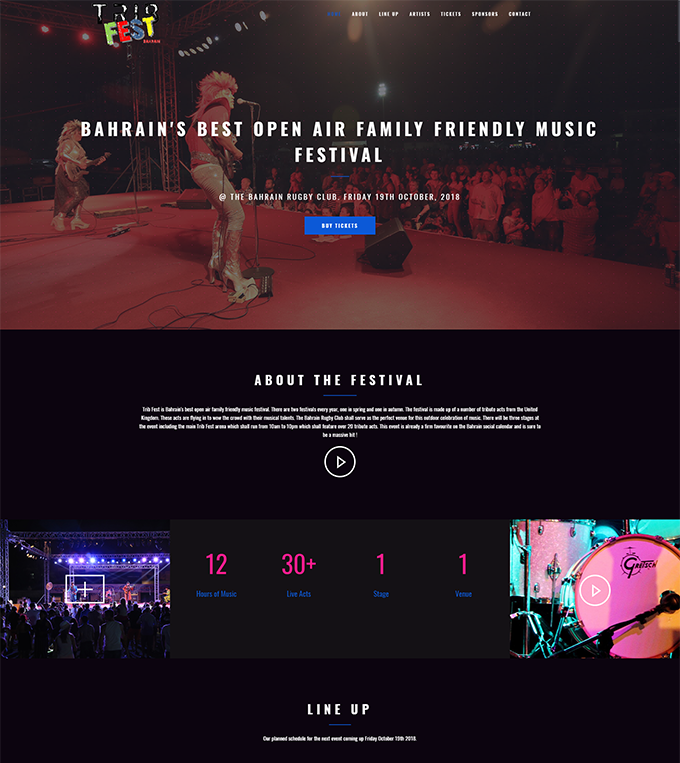 TRIB
FEST
BAHRAIN
HOME ABOUT LINE UP ARTISTS TICKETS SPONSORS CONTACT
BAHRAIN'S BEST OPEN AIR FAMILY FRIENDLY MUSIC
FESTIVAL
@ THE BAHRAIN RUGBY CLUB. FRIDAY 19TH OCTOBER, 2018
BUY TICKETS
ABOUT THE FESTIVAL
Trib Fest is Bahrain's best open air family friendly music festival. There are two festivals every year, one in spring and one in autumn. The festival is made up of a number of tribute acts from the United
Kingdom. These acts are flying in to wow the crowd with their musical talents. The Bahrain Rugby Club shall serve as the perfect venue for this outdoor celebration of music. There will be three stages at
the event including the main Trib Fest arena which shall run from 10am to 10pm which shall feature over 20 tribute acts. This event is already a firm favourite on the Bahrain social calendar and is sure to
be a massive hit !
12 30+ 1 1
Hours of Music Live Acts Stage Venue
GRETSCH
LINE UP
Our planned schedule for the next event coming up Friday October 19th 2018.